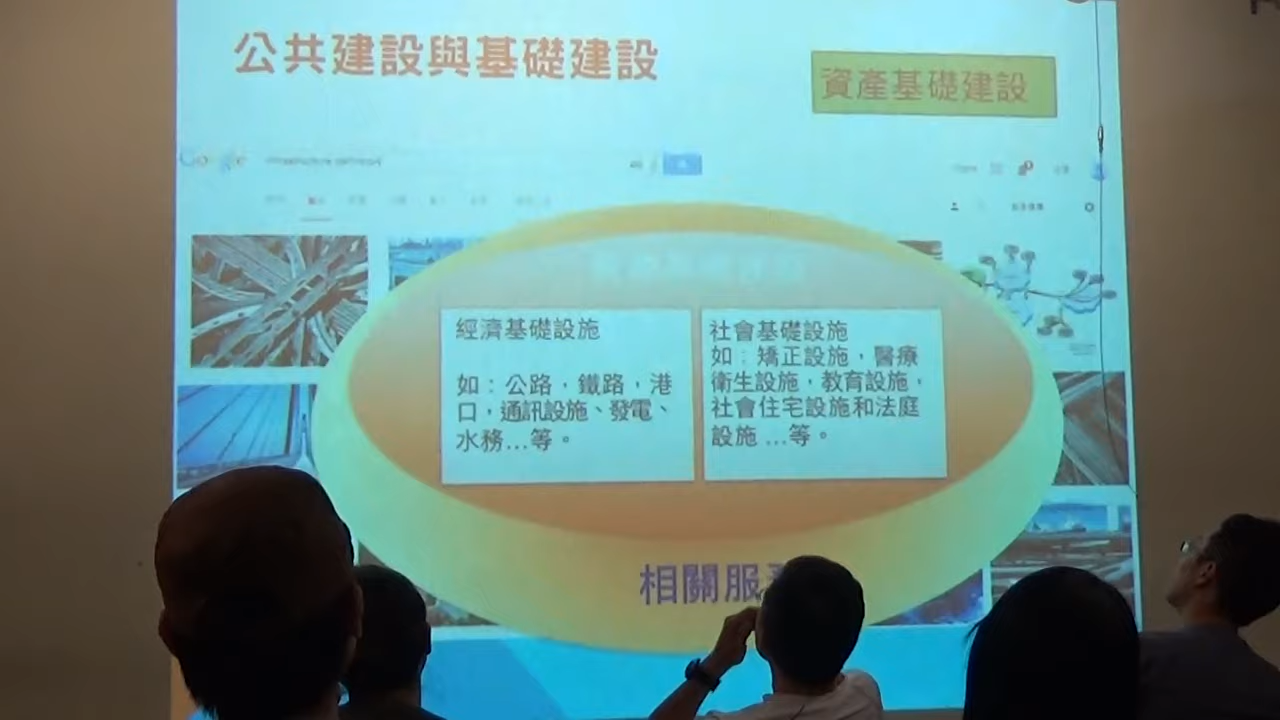 公共建設與基礎建設
資產基礎建設
Google
經濟基礎設施
如：公路，鐵路，港
口，通訊設施、發電、
水務...等。
社會基礎設施
如：矯正設施，醫療
衛生設施，教育設施，
社會住宅設施和法庭
設施 ...等。
相關服